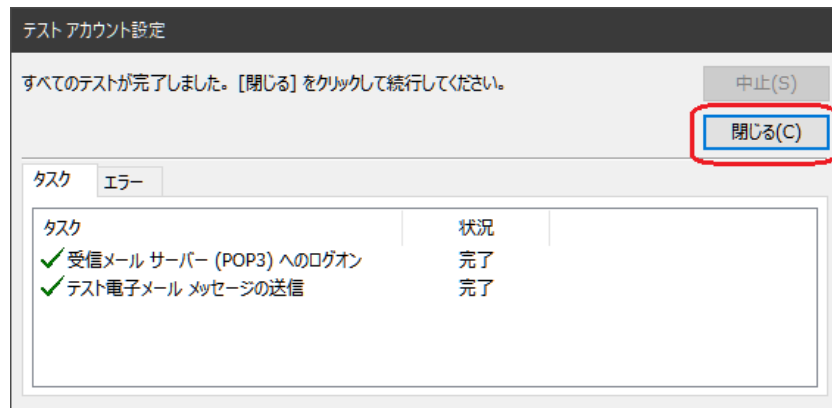 テスト アカウント設定
すべてのテストが完了しました。[閉じる] をクリックして続行してください。
中止(S)
閉じる(C)
タスク エラー
タスク 状況
受信メール サーバー (POP3) へのログオン 完了
テスト電子メール メッセージの送信 完了